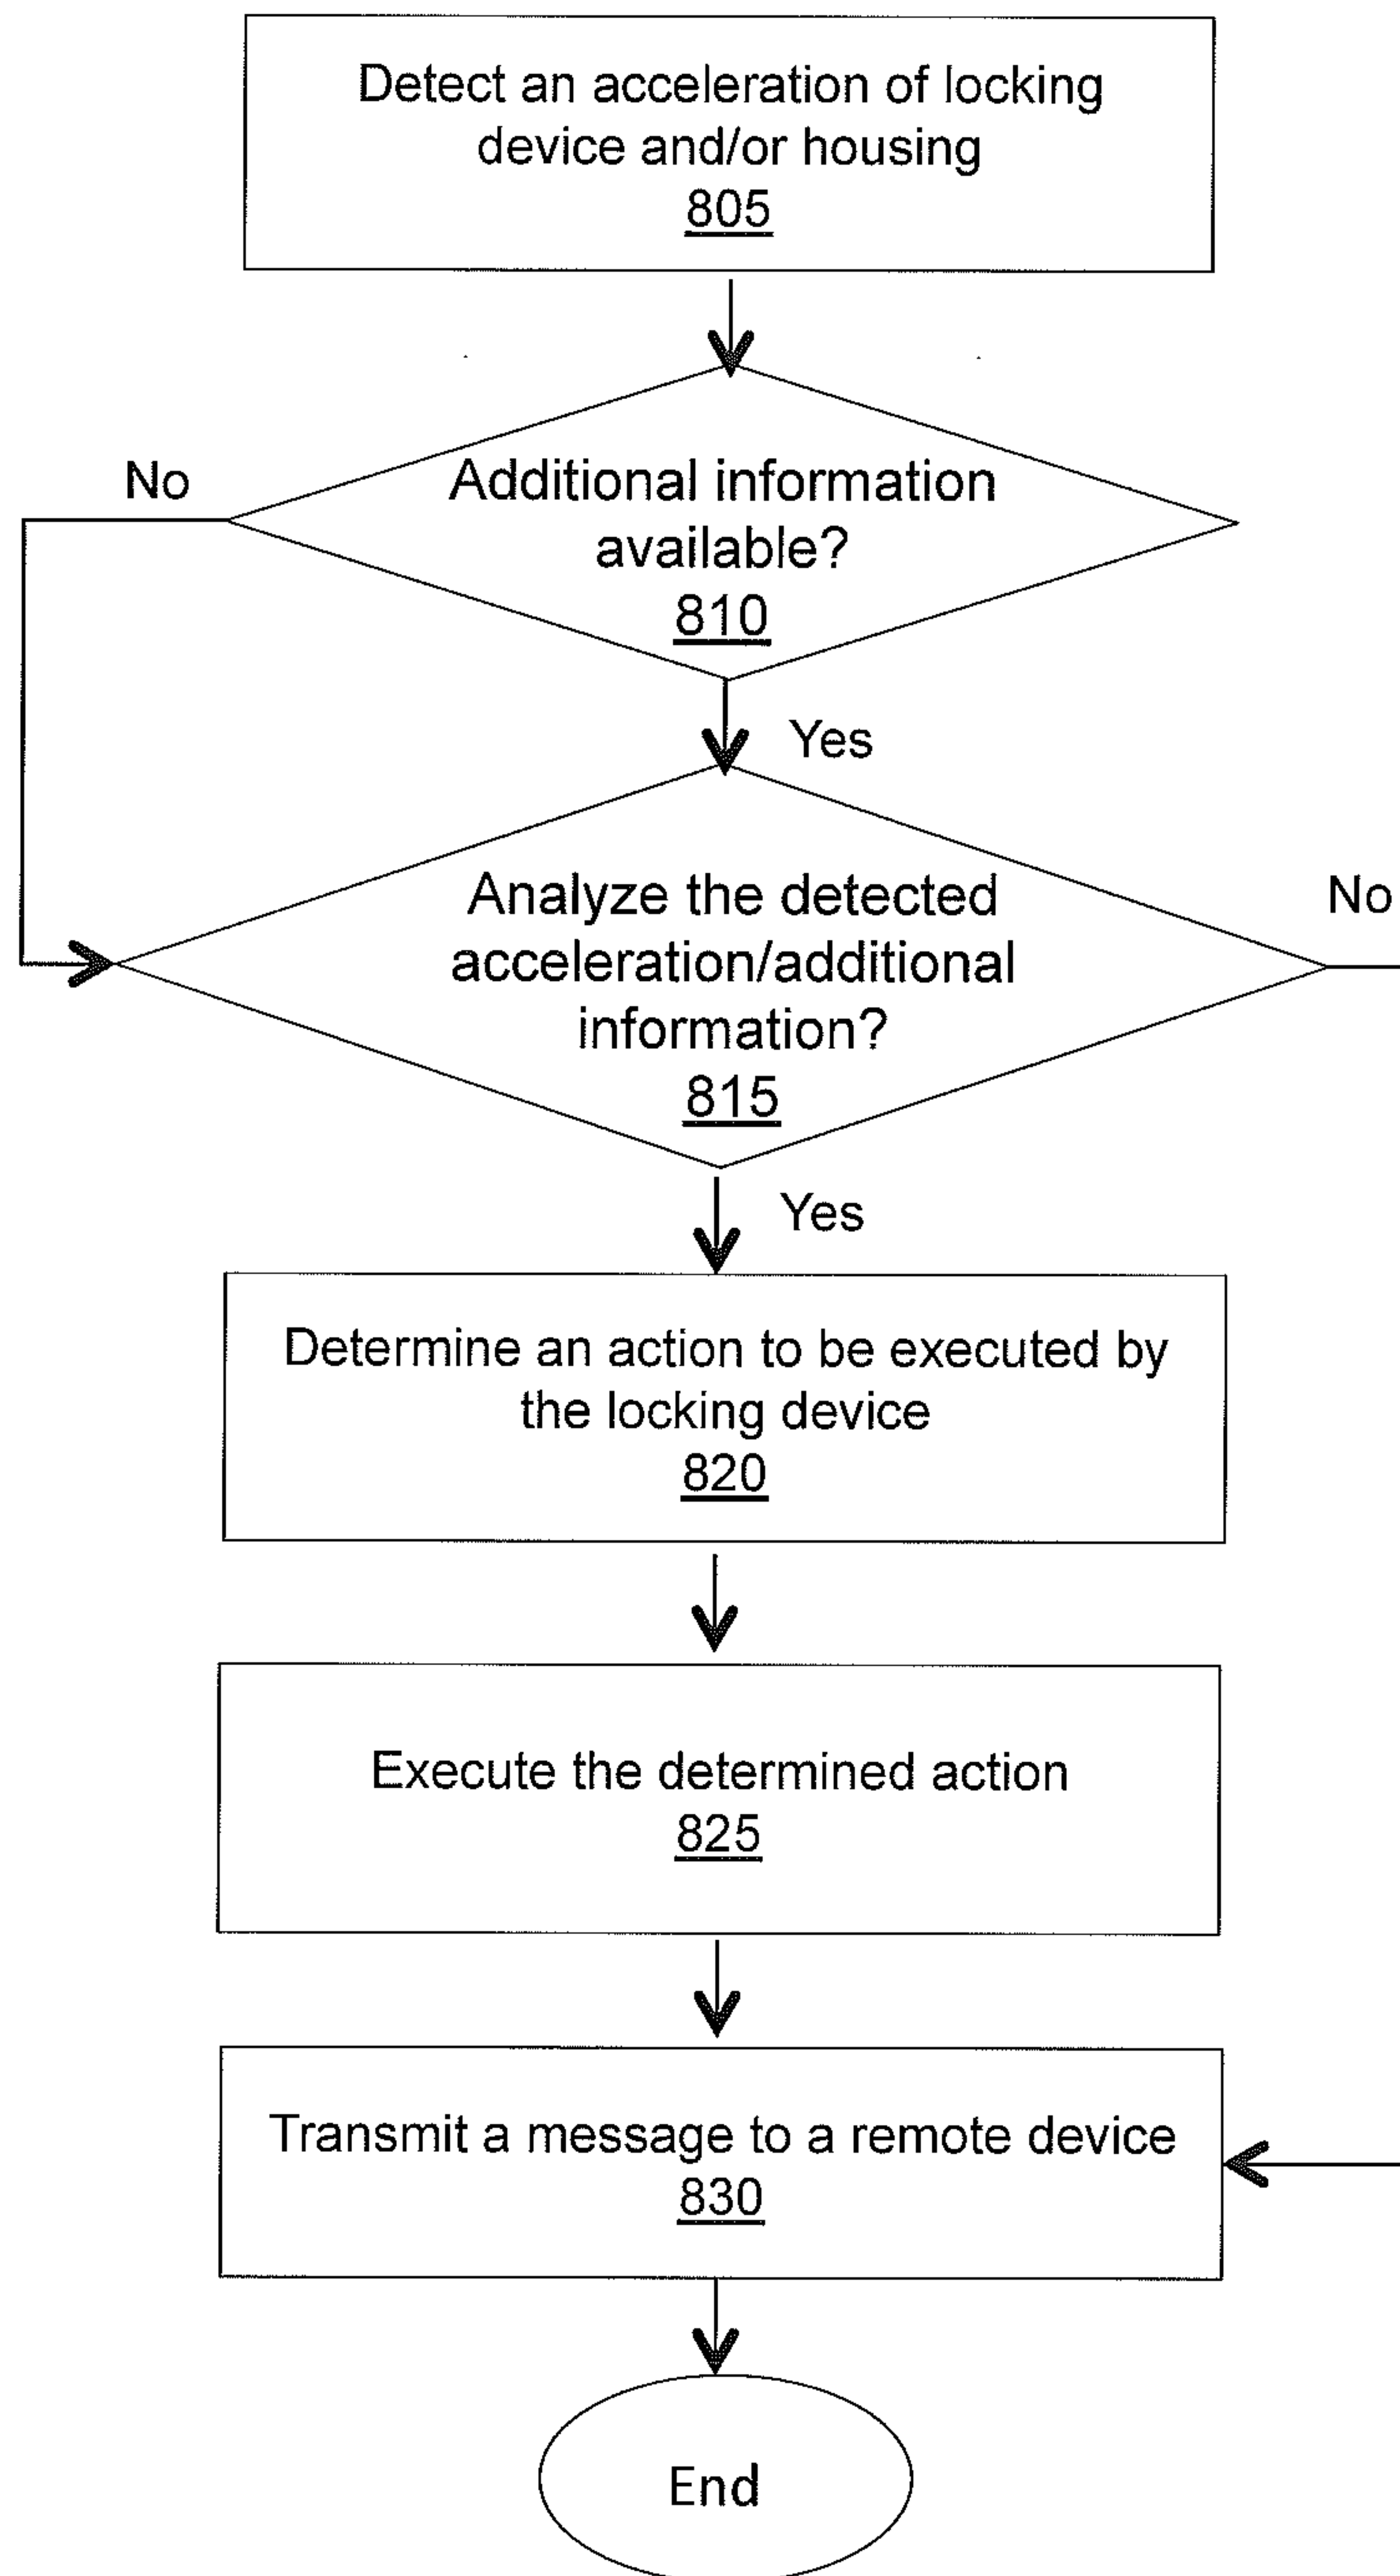 Detect an acceleration of locking
device and/or housing
805
No
Additional information
available?
810
Yes
Analyze the detected
acceleration/additional
information?
815
No
Yes
Determine an action to be executed by
the locking device
820
Execute the determined action
825
Transmit a message to a remote device
830
End